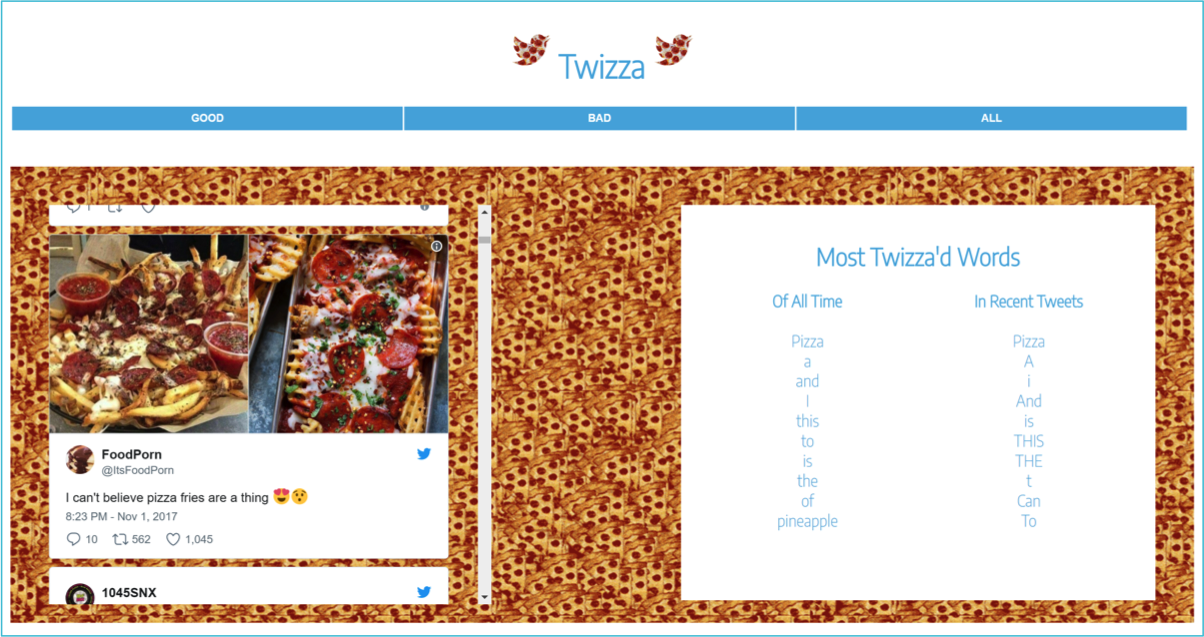 Twizza
GOOD
BAD
ALL
1
FoodPorn
@ItsFoodPorn
I can't believe pizza fries are a thing 😍😯
8:23 PM - Nov 1, 2017
10 562 1,045
1045SNX
Most Twizza'd Words
Of All Time
Pizza
a
and
I
this
to
is
the
of
pineapple
In Recent Tweets
Pizza
A
i
And
is
THIS
THE
t
Can
To